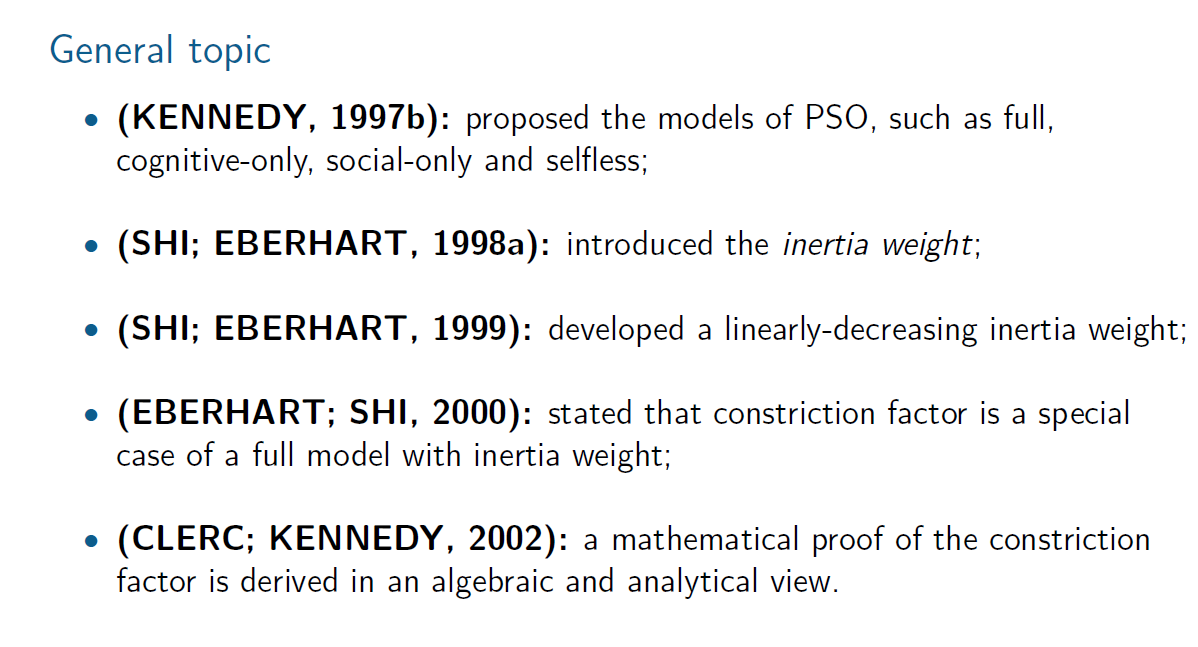 General topic
• (KENNEDY, 1997b): proposed the models of PSO, such as full,
cognitive-only, social-only and selfless;
• (SHI; EBERHART, 1998a): introduced the inertia weight;
• (SHI; EBERHART, 1999): developed a linearly-decreasing inertia weight;
• (EBERHART; SHI, 2000): stated that constriction factor is a special
case of a full model with inertia weight;
• (CLERC; KENNEDY, 2002): a mathematical proof of the constriction
factor is derived in an algebraic and analytical view.